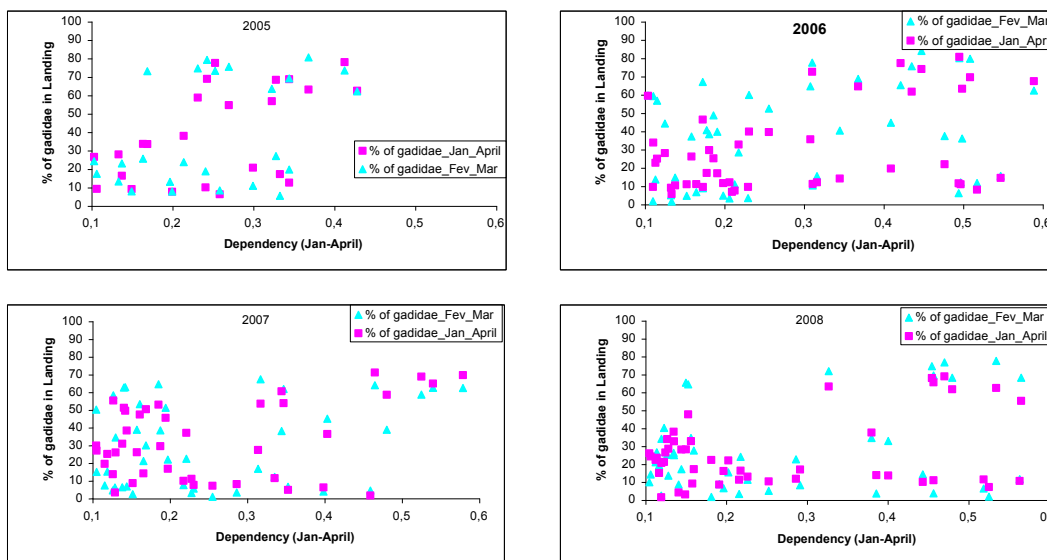 2005
% of gadidae in Landing
100
90
80
70
60
50
40
30
20
10
0
0,1 0,2 0,3 0,4 0,5 0,6
Dependency (Jan-April)
% of gadidae_Jan_April
% of gadidae_Fev_Mar
2006
% of gadidae_Fev_Mar
% of gadidae_Jan_April
% of gadidae in Landing
100
90
80
70
60
50
40
30
20
10
0
0,1 0,2 0,3 0,4 0,5 0,6
Dependency (Jan-April)
2007
% of gadidae_Fev_Mar
% of gadidae_Jan_April
% of gadidae in Landing
100
90
80
70
60
50
40
30
20
10
0
0,1 0,2 0,3 0,4 0,5 0,6
Dependency (Jan-April)
2008
% of gadidae_Fev_Mar
% of gadidae_Jan_April
% of gadidae in Landing
100
90
80
70
60
50
40
30
20
10
0
0,1 0,2 0,3 0,4 0,5
Dependency (Jan-April)